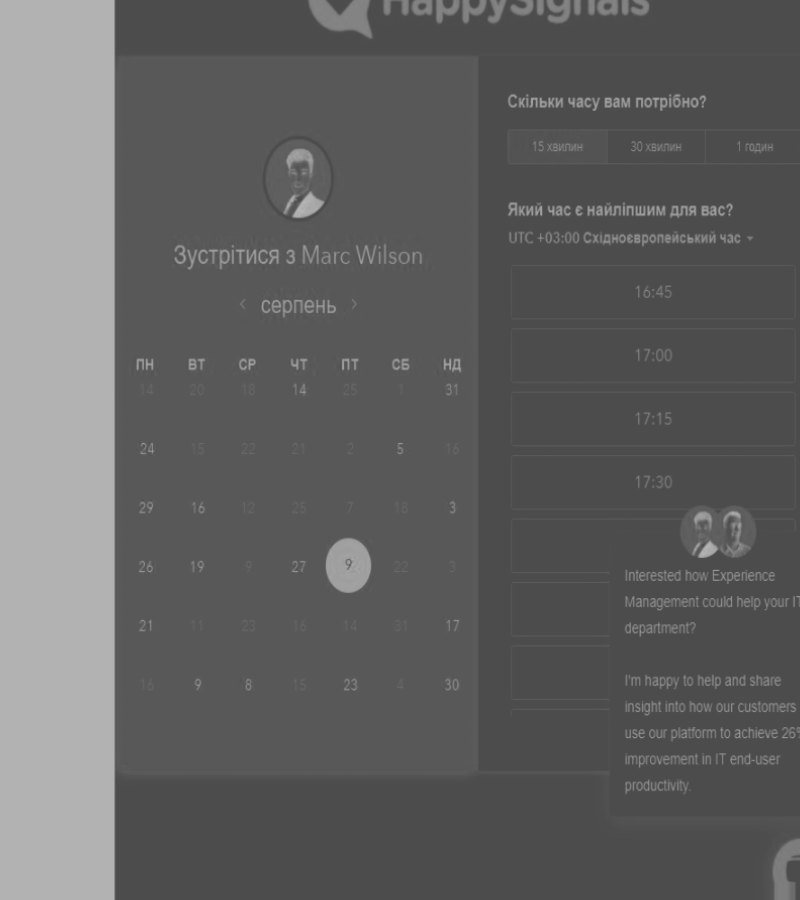 HappySignals
Зустрітися з Marc Wilson
серпень
ПН ВТ СР ЧТ ПТ СБ НД
14 20 18 14 25 1 31
24 15 22 21 2 5 16
29 16 12 25 7 18 3
26 19 9 27 9 22 3
21 11 23 16 14 31 17
16 9 8 15 23 4 30
Скільки часу вам потрібно?
15 хвилин 30 хвилин 1 годин
Який час є найліпшим для вас?
UTC +03:00 Східноєвропейський час
16:45
17:00
17:15
17:30
Interested how Experience
Management could help your IT
department?
I'm happy to help and share
insight into how our customers
use our platform to achieve 26%
improvement in IT end-user
productivity.